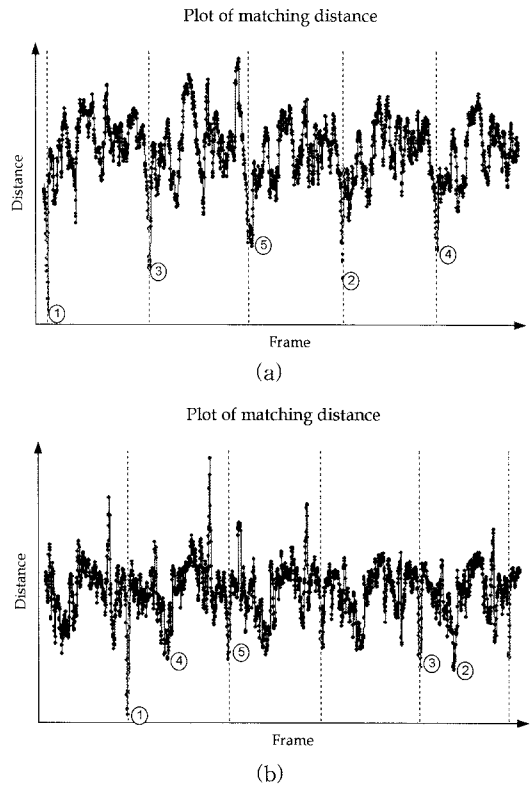 Plot of matching distance
Distance
⑤
④
③
②
①
Frame
(a)
Plot of matching distance
Distance
④
⑤
③
②
①
Frame
(b)